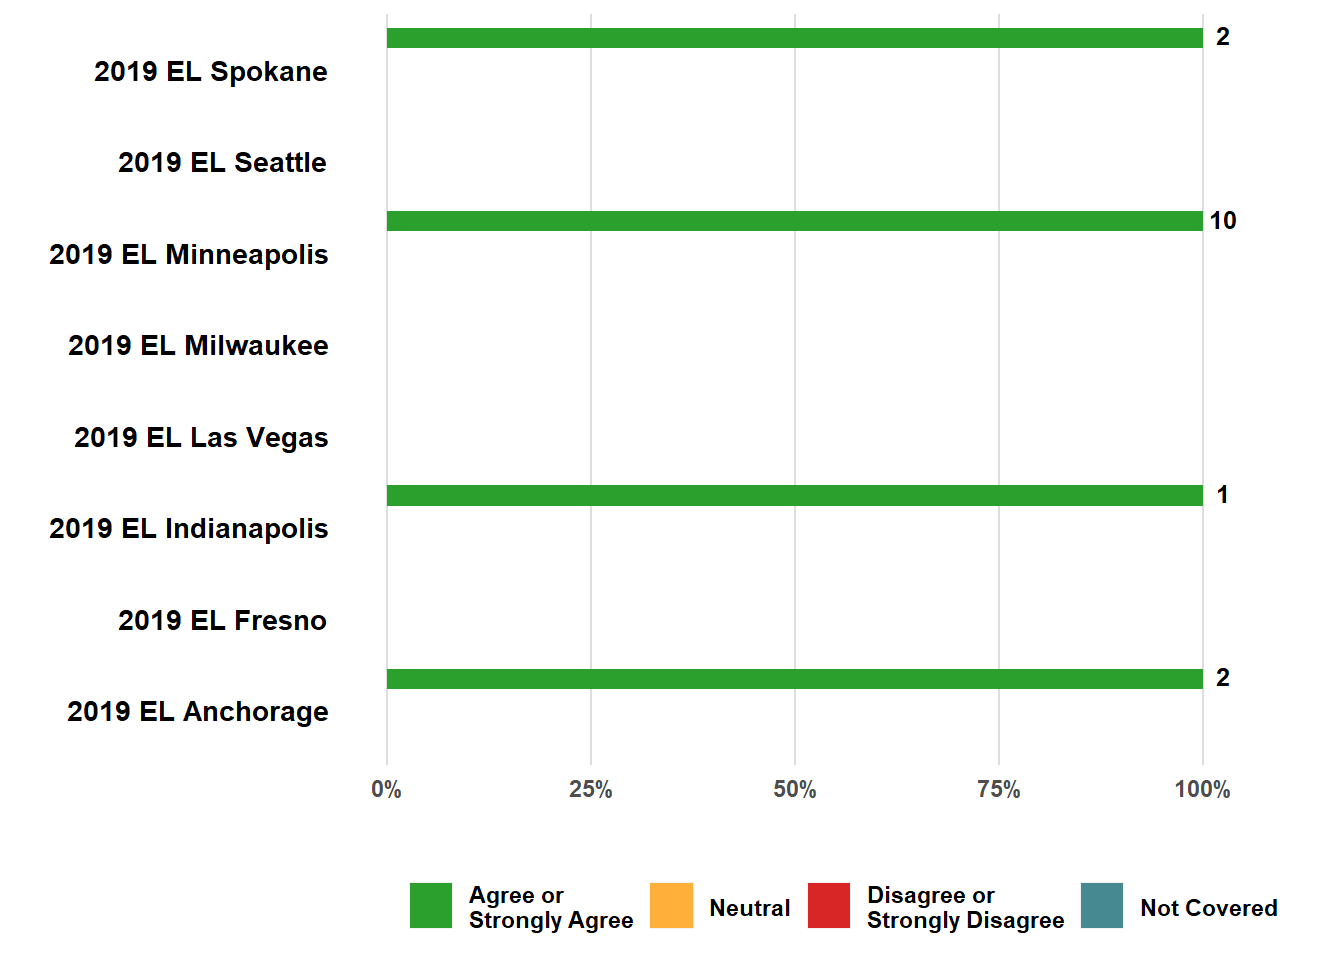 2
2019 EL Spokane
2019 EL Seattle
10
2019 EL Minneapolis
2019 EL Milwaukee
2019 EL Las Vegas
1
2019 EL Indianapolis
2019 EL Fresno
2
2019 EL Anchorage
0% 25% 50% 75% 100%
Agree or
Strongly Agree
Neutral
Disagree or
Strongly Disagree
Not Covered